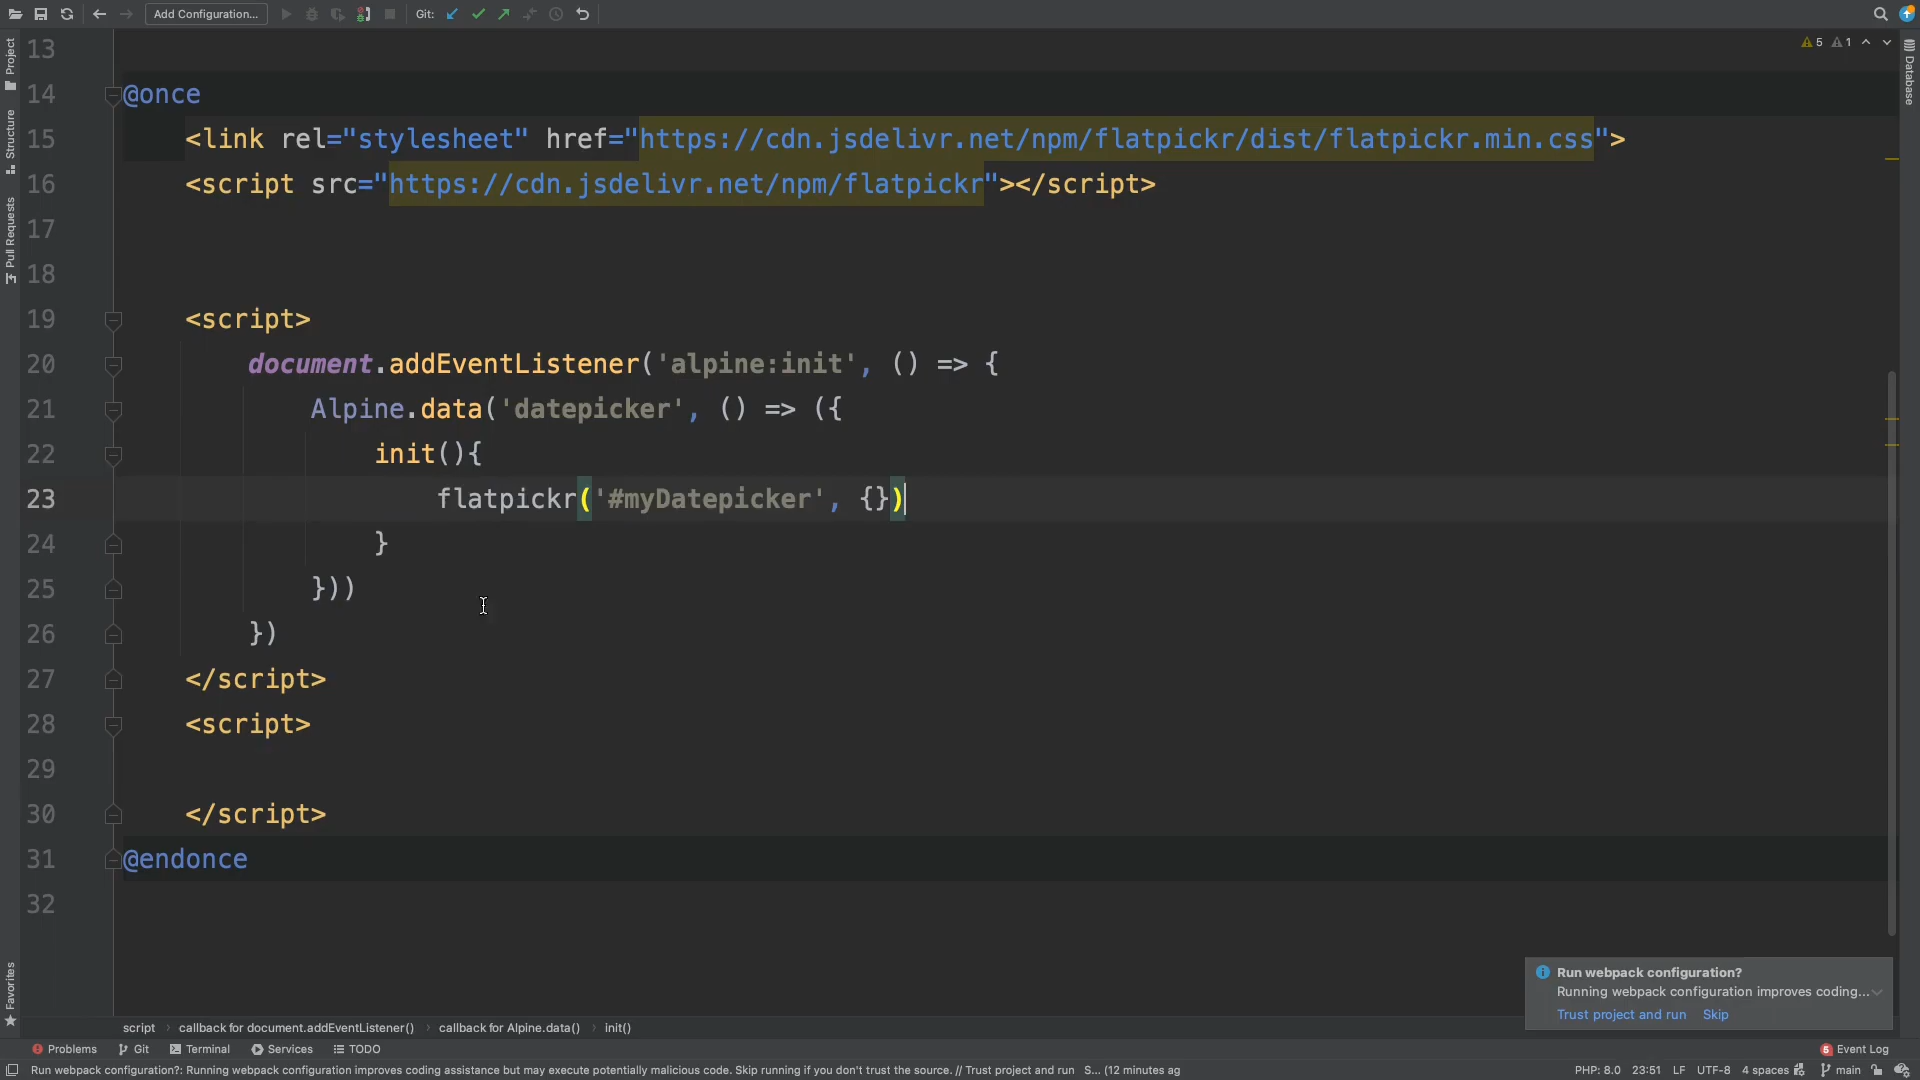 Add Configuration...
Git:
Project
Structure
Pull Requests
Favorites
Database
5 1
13
14 @once
15 <link rel="stylesheet" href="https://cdn.jsdelivr.net/npm/flatpickr/dist/flatpickr.min.css">
16 <script src="https://cdn.jsdelivr.net/npm/flatpickr"></script>
17
18
19 <script>
20 document.addEventListener('alpine:init', () => {
21 Alpine.data('datepicker', () => ({
22 init(){
23 flatpickr('#myDatepicker', {})
24 }
25 }))
26 })
27 </script>
28 <script>
29
30 </script>
31 @endonce
32
Run webpack configuration?
Running webpack configuration improves coding...
Trust project and run Skip
script callback for document.addEventListener() callback for Alpine.data() init()
Problems Git Terminal Services TODO
5 Event Log
Run webpack configuration?: Running webpack configuration improves coding assistance but may execute potentially malicious code. Skip running if you don't trust the source. // Trust project and run S... (12 minutes ag
PHP: 8.0 23:51 LF UTF-8 4 spaces main